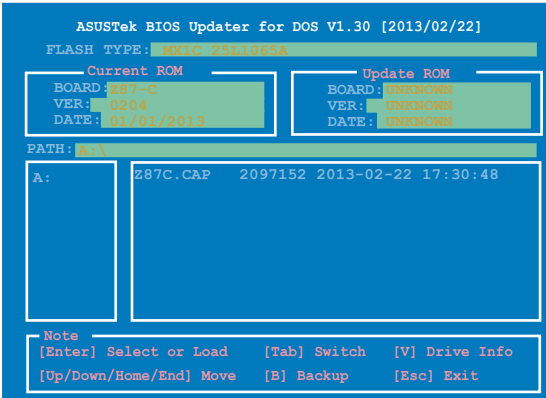 ASUSTek BIOS Updater for DOS V1.30 [2013/02/22]
FLASH TYPE: MX1C 25L1065A
Current ROM
BOARD: Z87-C
VER: 0204
DATE: 01/01/2013
Update ROM
BOARD: UNKNOWN
VER: UNKNOWN
DATE: UNKNOWN
PATH: A:\
A:
Z87C.CAP 2097152 2013-02-22 17:30:48
Note
[Enter] Select or Load [Tab] Switch [V] Drive Info
[Up/Down/Home/End] Move [B] Backup [Esc] Exit